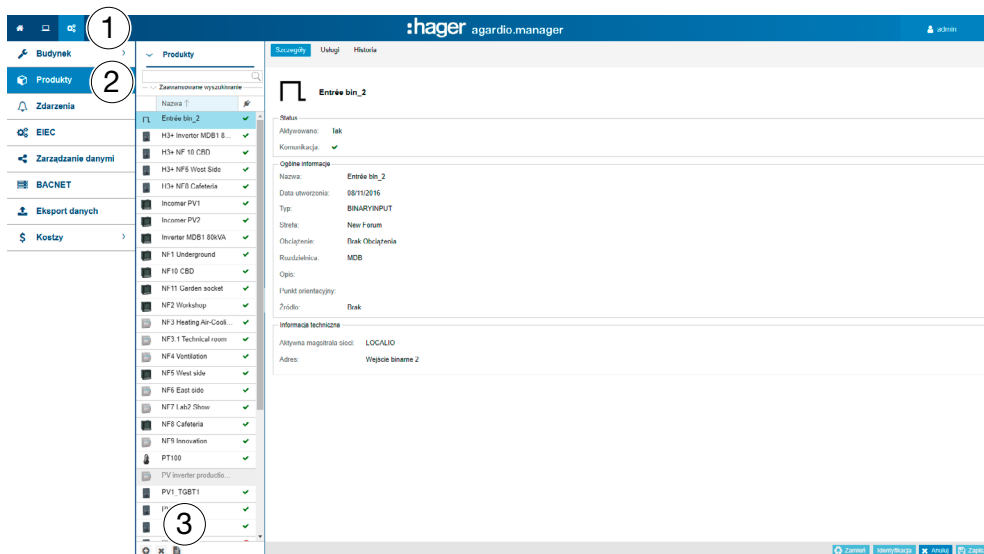 1
:hager agardio.manager
admin
Budynek
2
Produkty
Zdarzenia
EIEC
Zarządzanie danymi
BACNET
Eksport danych
$ Kostzy
Produkty
Zaawansowane wyszukiwanie
Nazwa ↑
Entrée bin_2
H3+ Invertor MDB1 8...
H3+ NF 10 CBD
H3+ NF5 West Side
H3+ NF8 Cafeteria
Incomer PV1
Incomer PV2
Inverter MDB1 80kVA
NF1 Underground
NF10 CBD
NF11 Garden socket
NF2 Workshop
NF3 Heating Air-Cooli...
NF3.1 Technical room
NF4 Ventilation
NF5 West side
NF6 East side
NF7 Lab2 Show
NF8 Cafeteria
NF9 Innovation
PT100
PV inverter productio...
PV1_TGBT1
3
Szczegóły Usługi Historia
Entrée bin_2
Status
Aktywowano: Tak
Komunikacja:
Ogólne informacje
Nazwa: Entrée bin_2
Data utworzenia: 08/11/2016
Typ: BINARYINPUT
Strefa: New Forum
Obciążenie: Brak Obciążenia
Rozdzielnica: MDB
Opis:
Punkt orientacyjny:
Źródło: Brak
Informacja techniczna
Aktywna magistrala sieci: LOCALIO
Adres: Wejście binarne 2
Zamień Identyfikacja Anuluj Zapisz